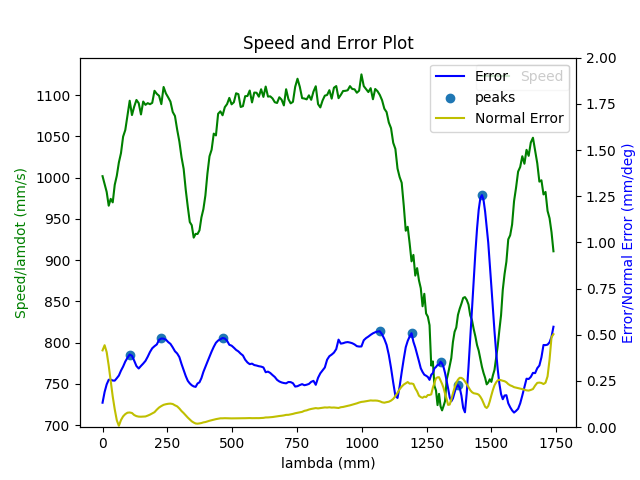 Speed and Error Plot
Error
Speed
peaks
Normal Error
Speed/lamdot (mm/s)
1100
1050
1000
950
900
850
800
750
700
Error/Normal Error (mm/deg)
2.00
1.75
1.50
1.25
1.00
0.75
0.50
0.25
0.00
0 250 500 750 1000 1250 1500 1750
lambda (mm)